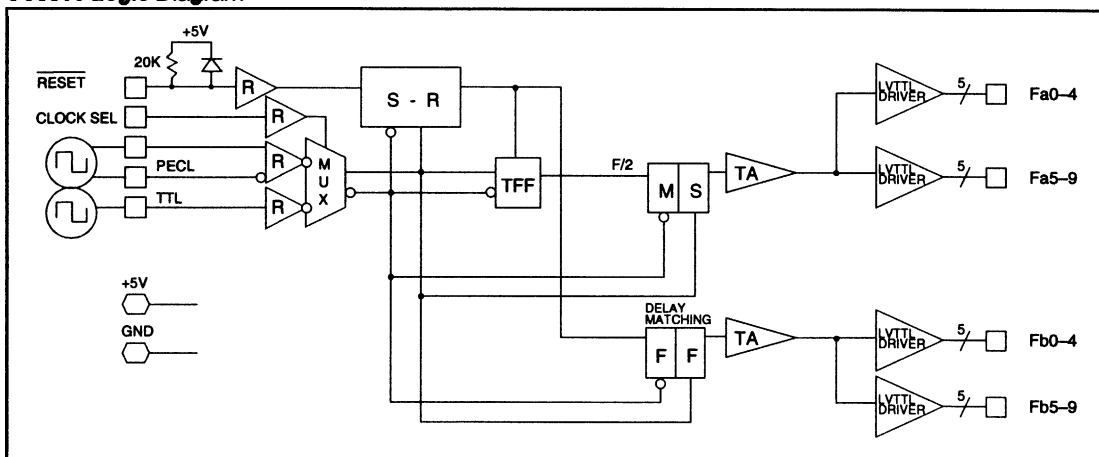 +5V
20K
RESET
R
S - R
LVTTL
DRIVER
5
Fa0–4
CLOCK SEL
R
PECL
R
MUX
TFF
F/2
M S
TA
LVTTL
DRIVER
5
Fa5–9
TTL
R
+5V
GND
DELAY
MATCHING
F F
TA
LVTTL
DRIVER
5
Fb0–4
LVTTL
DRIVER
5
Fb5–9